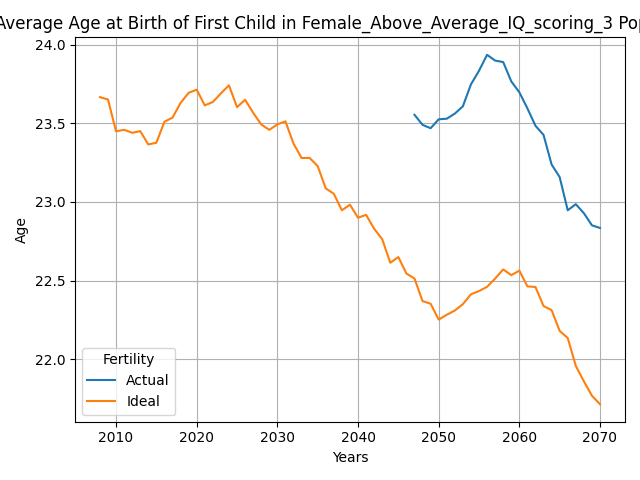 Average Age at Birth of First Child in Female_Above_Average_IQ_scoring_3
24.0
23.5
23.0
22.5
22.0
Age
Fertility
Actual
Ideal
2010 2020 2030 2040 2050 2060 2070
Years